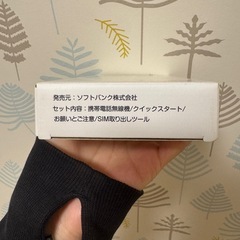 発売元：ソフトバンク株式会社
セット内容：携帯電話無線機/クイックスタート/
お願いとご注意/SIM取り出しツール